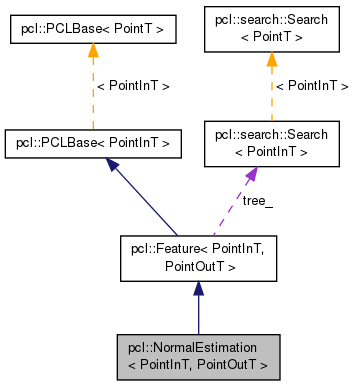 pcl::PCLBase< PointT >
pcl::search::Search
< PointT >
< PointInT >
< PointInT >
pcl::PCLBase< PointInT >
pcl::search::Search
< PointInT >
tree_
pcl::Feature< PointInT,
PointOutT >
pcl::NormalEstimation
< PointInT, PointOutT >